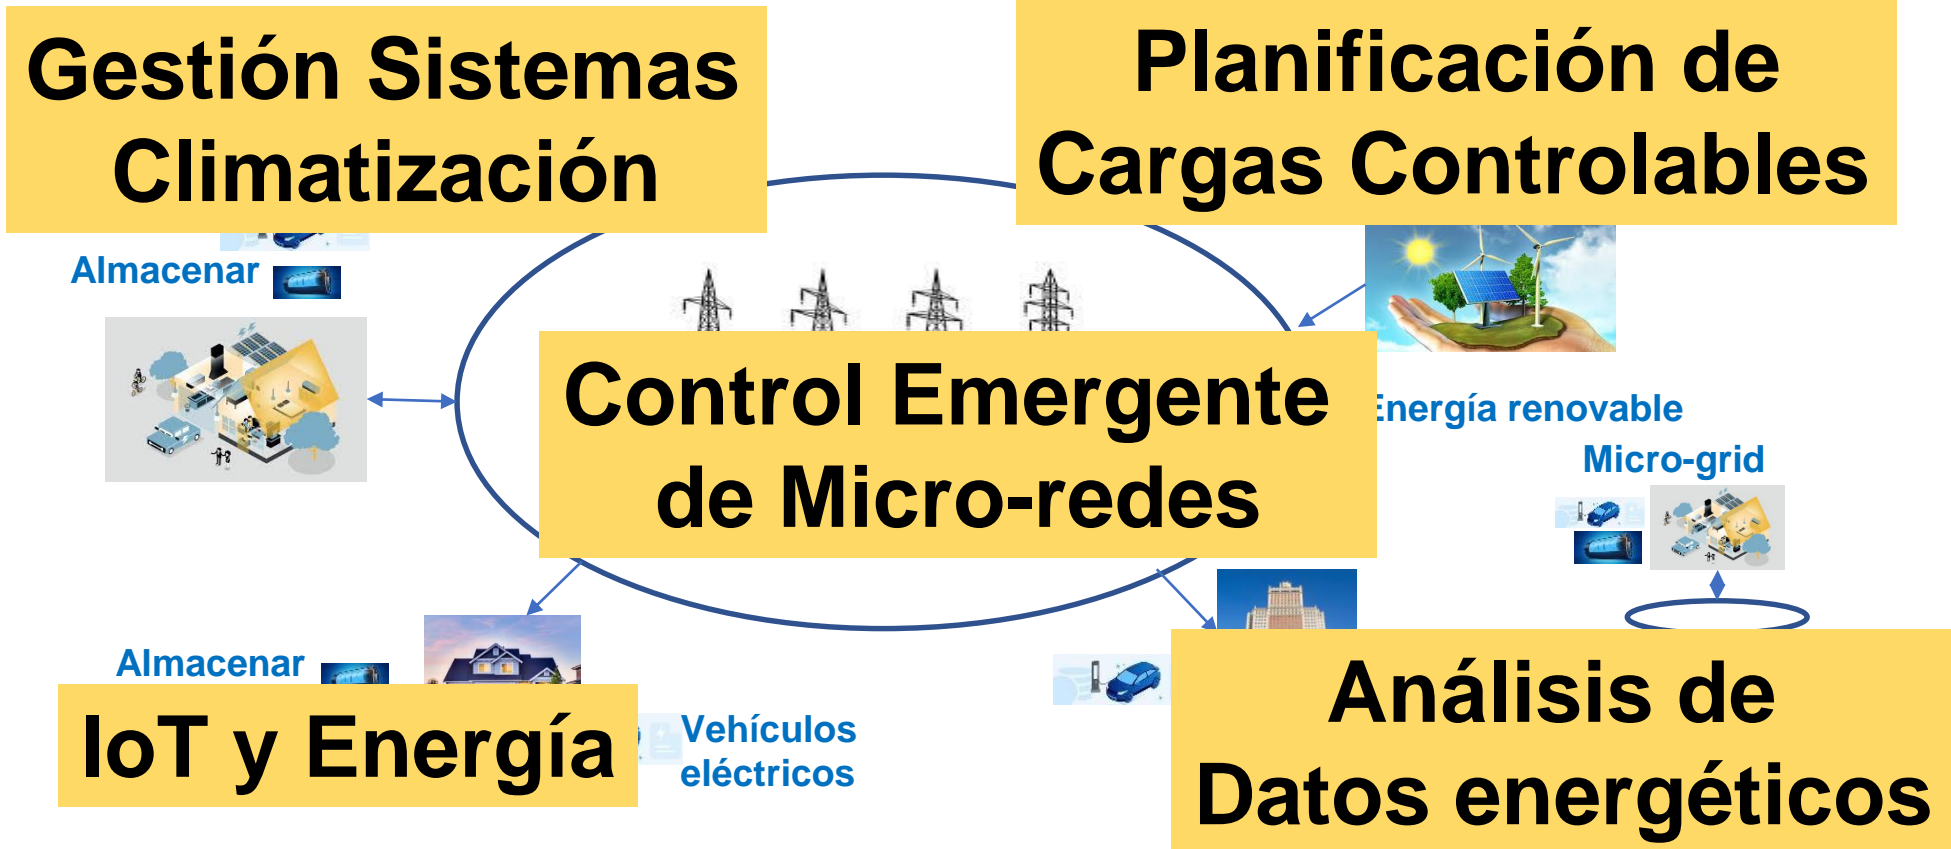 Gestión Sistemas
Climatización
Planificación de
Cargas Controlables
Almacenar
Control Emergente
de Micro-redes
Energía renovable
Micro-grid
Almacenar
IoT y Energía
Vehículos
eléctricos
Análisis de
Datos energéticos